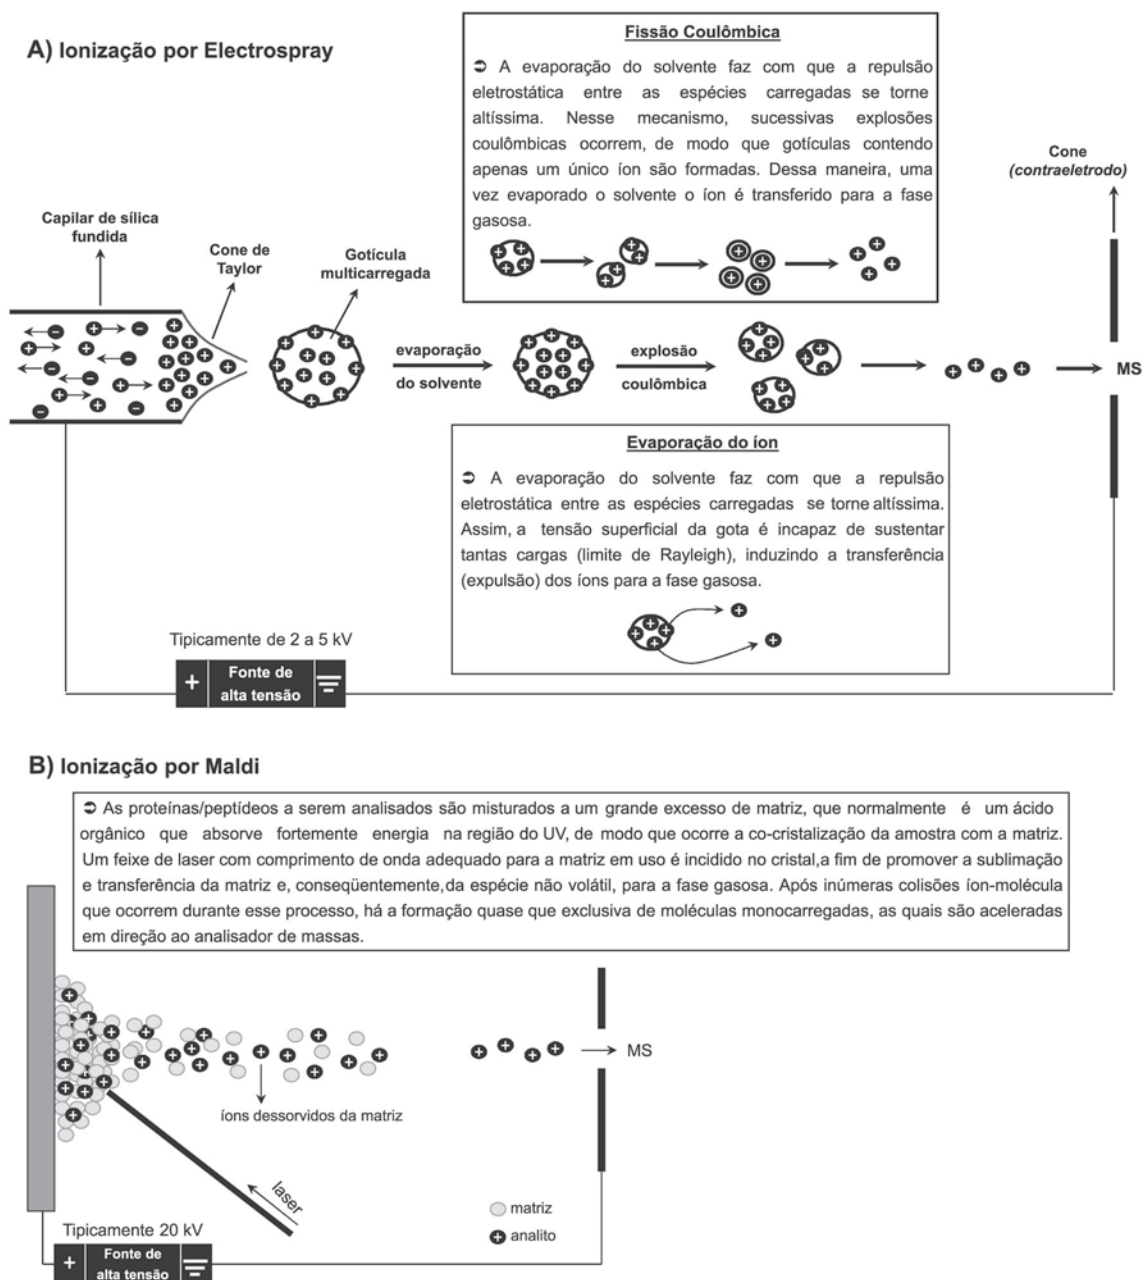 A) Ionização por Electrospray
Fissão Coulômbica
➲ A evaporação do solvente faz com que a repulsão
eletrostática entre as espécies carregadas se torne
altíssima. Nesse mecanismo, sucessivas explosões
coulômbicas ocorrem, de modo que gotículas contendo
apenas um único íon são formadas. Dessa maneira, uma
vez evaporado o solvente o íon é transferido para a fase
gasosa.
Cone
(contraeletrodo)
Capilar de sílica
fundida
Cone de
Taylor
Gotícula
multicarregada
evaporação
do solvente
explosão
coulômbica
MS
Evaporação do íon
➲ A evaporação do solvente faz com que a repulsão
eletrostática entre as espécies carregadas se torne altíssima.
Assim, a tensão superficial da gota é incapaz de sustentar
tantas cargas (limite de Rayleigh), induzindo a transferência
(expulsão) dos íons para a fase gasosa.
Tipicamente de 2 a 5 kV
+ Fonte de
alta tensão
B) Ionização por Maldi
➲ As proteínas/peptídeos a serem analisados são misturados a um grande excesso de matriz, que normalmente é um ácido
orgânico que absorve fortemente energia na região do UV, de modo que ocorre a co-cristalização da amostra com a matriz.
Um feixe de laser com comprimento de onda adequado para a matriz em uso é incidido no cristal,a fim de promover a sublimação
e transferência da matriz e, conseqüentemente,da espécie não volátil, para a fase gasosa. Após inúmeras colisões íon-molécula
que ocorrem durante esse processo, há a formação quase que exclusiva de moléculas monocarregadas, as quais são aceleradas
em direção ao analisador de massas.
MS
íons dessorvidos da matriz
laser
matriz
analito
Tipicamente 20 kV
+ Fonte de
alta tensão